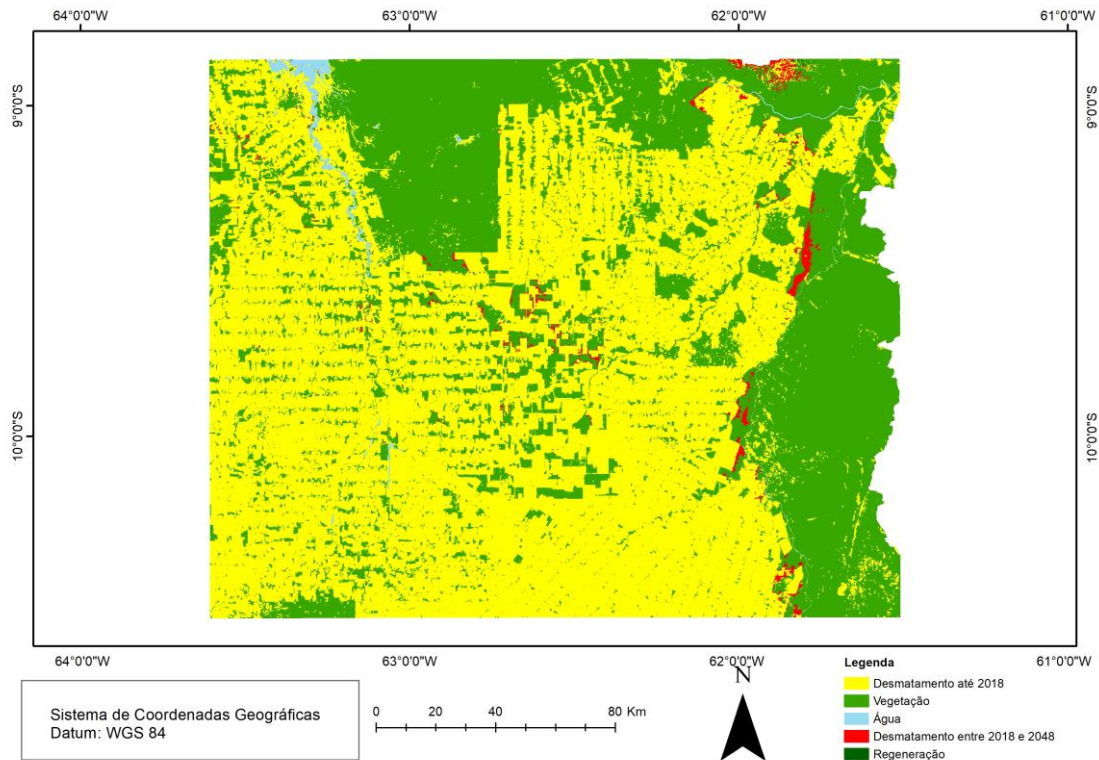 64°0'0"W 63°0'0"W 62°0'0"W 61°0'0"W
9°0'0"S 9°0'0"S
10°0'0"S 10°0'0"S
64°0'0"W 63°0'0"W 62°0'0"W 61°0'0"W
Sistema de Coordenadas Geográficas
Datum: WGS 84
0 20 40 60 80 Km
N
Legenda
Desmatamento até 2018
Vegetação
Água
Desmatamento entre 2018 e 2048
Regeneração